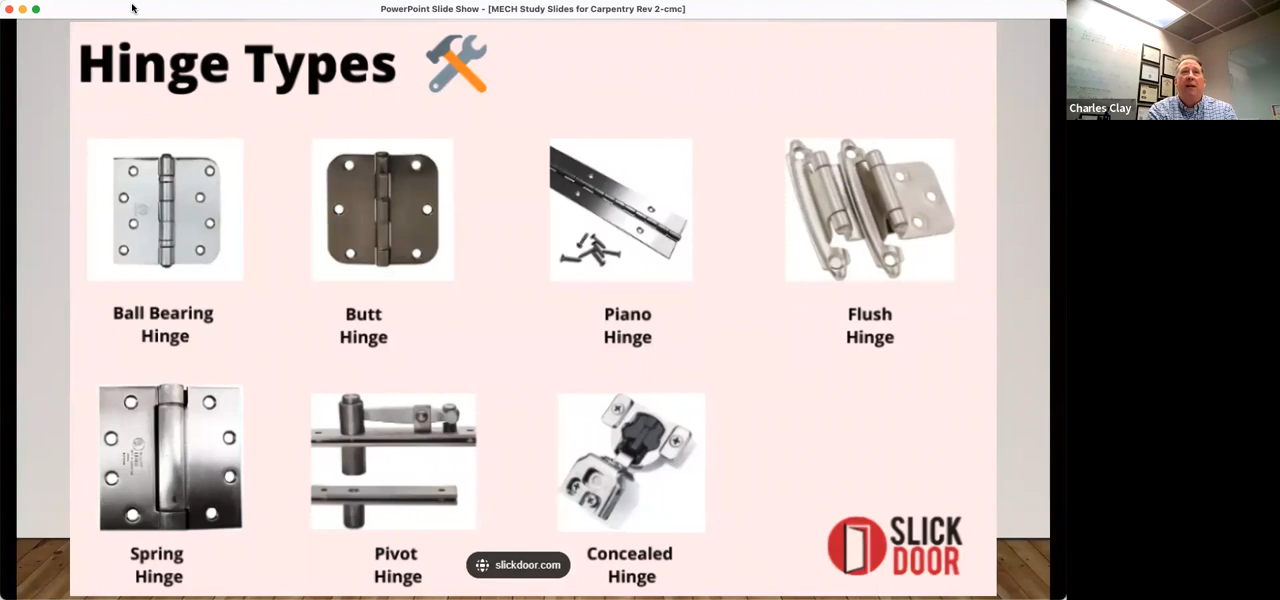 PowerPoint Slide Show - [MECH Study Slides for Carpentry Rev 2-cmc]
Hinge Types
Charles Clay
Ball Bearing
Hinge
Butt
Hinge
Piano
Hinge
Flush
Hinge
Spring
Hinge
Pivot
Hinge
slickdoor.com
Concealed
Hinge
SLICK
DOOR